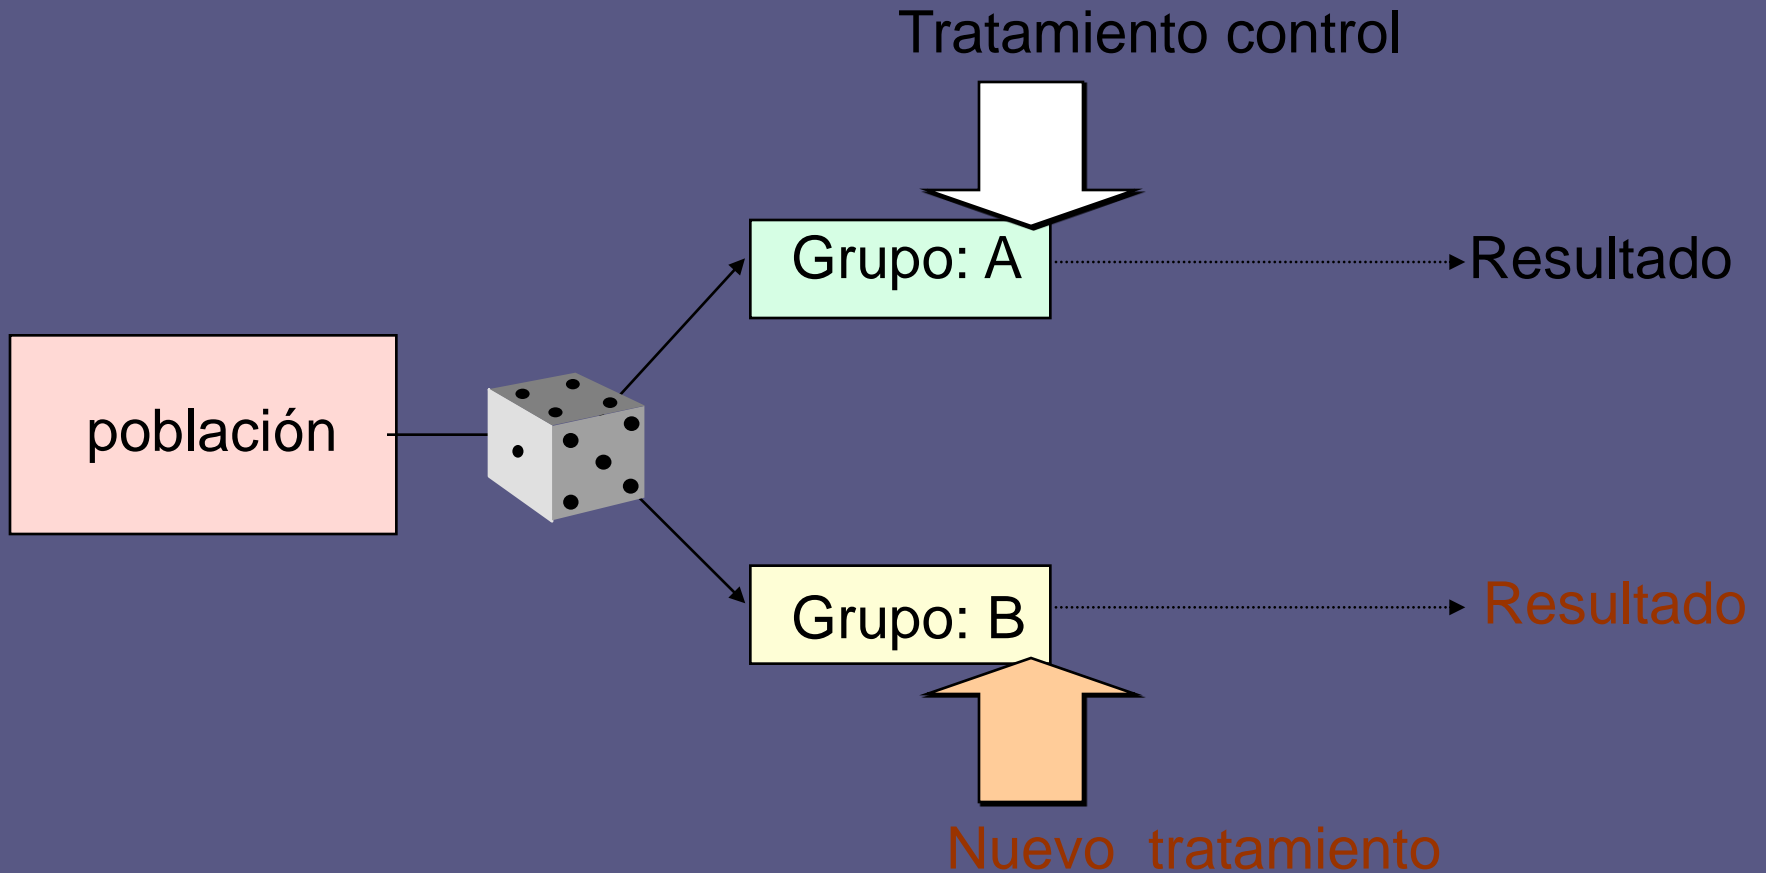 Tratamiento control
Grupo: A
Resultado
población
Grupo: B
Resultado
Nuevo tratamiento